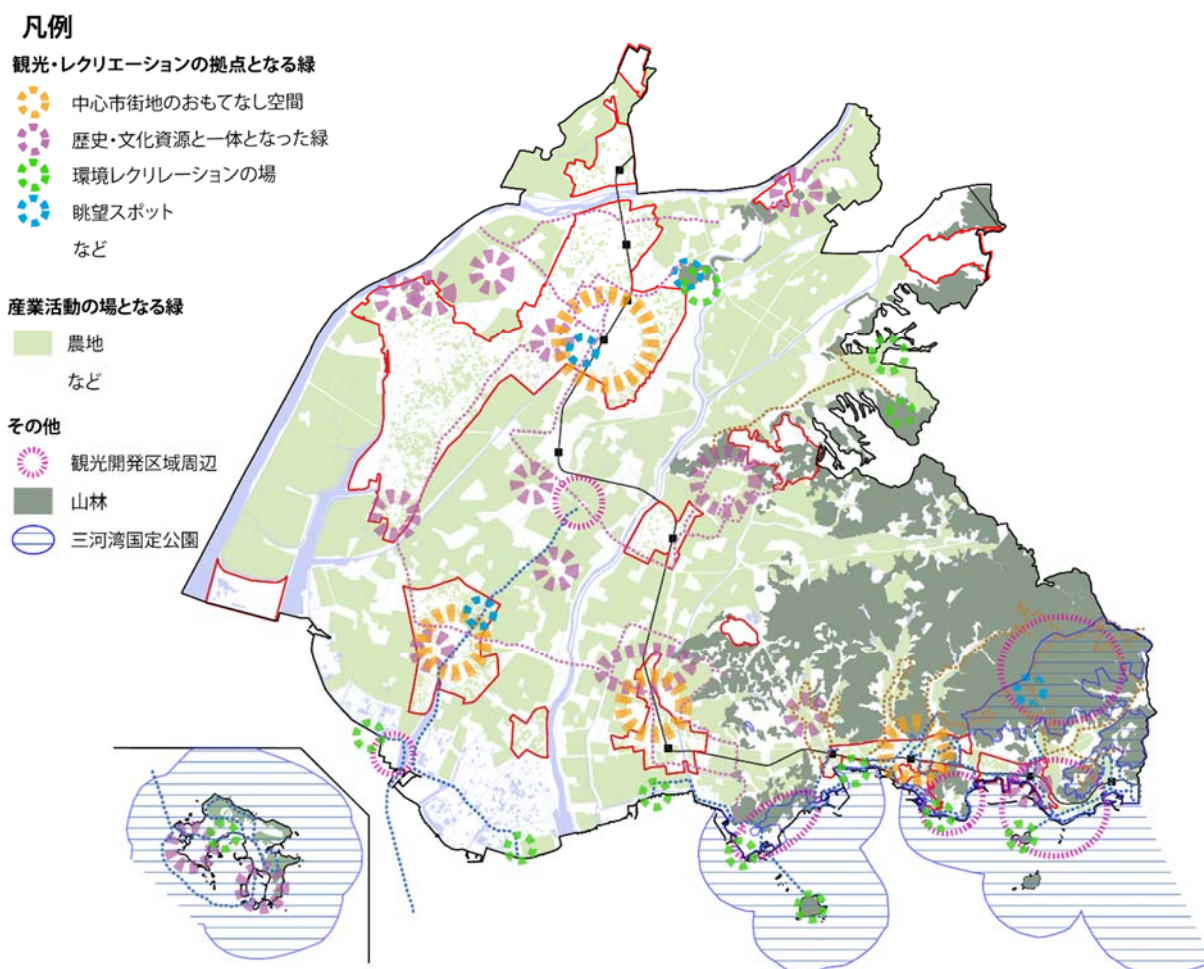 凡例
観光・レクリエーションの拠点となる緑
中心市街地のおもてなし空間
歴史・文化資源と一体となった緑
環境レクリレーションの場
眺望スポット
など
産業活動の場となる緑
農地
など
その他
観光開発区域周辺
山林
三河湾国定公園